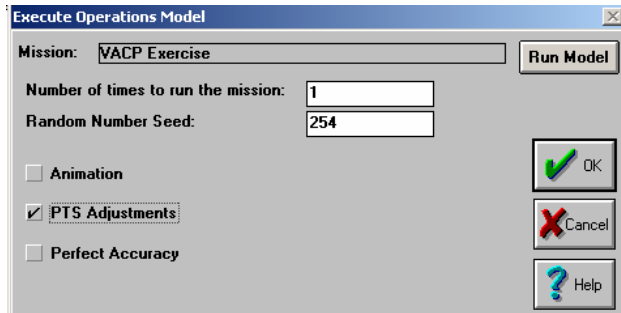 Execute Operations Model
Mission: VACP Exercise
Run Model
Number of times to run the mission: 1
Random Number Seed: 254
Animation
OK
PTS Adjustments
Cancel
Perfect Accuracy
Help